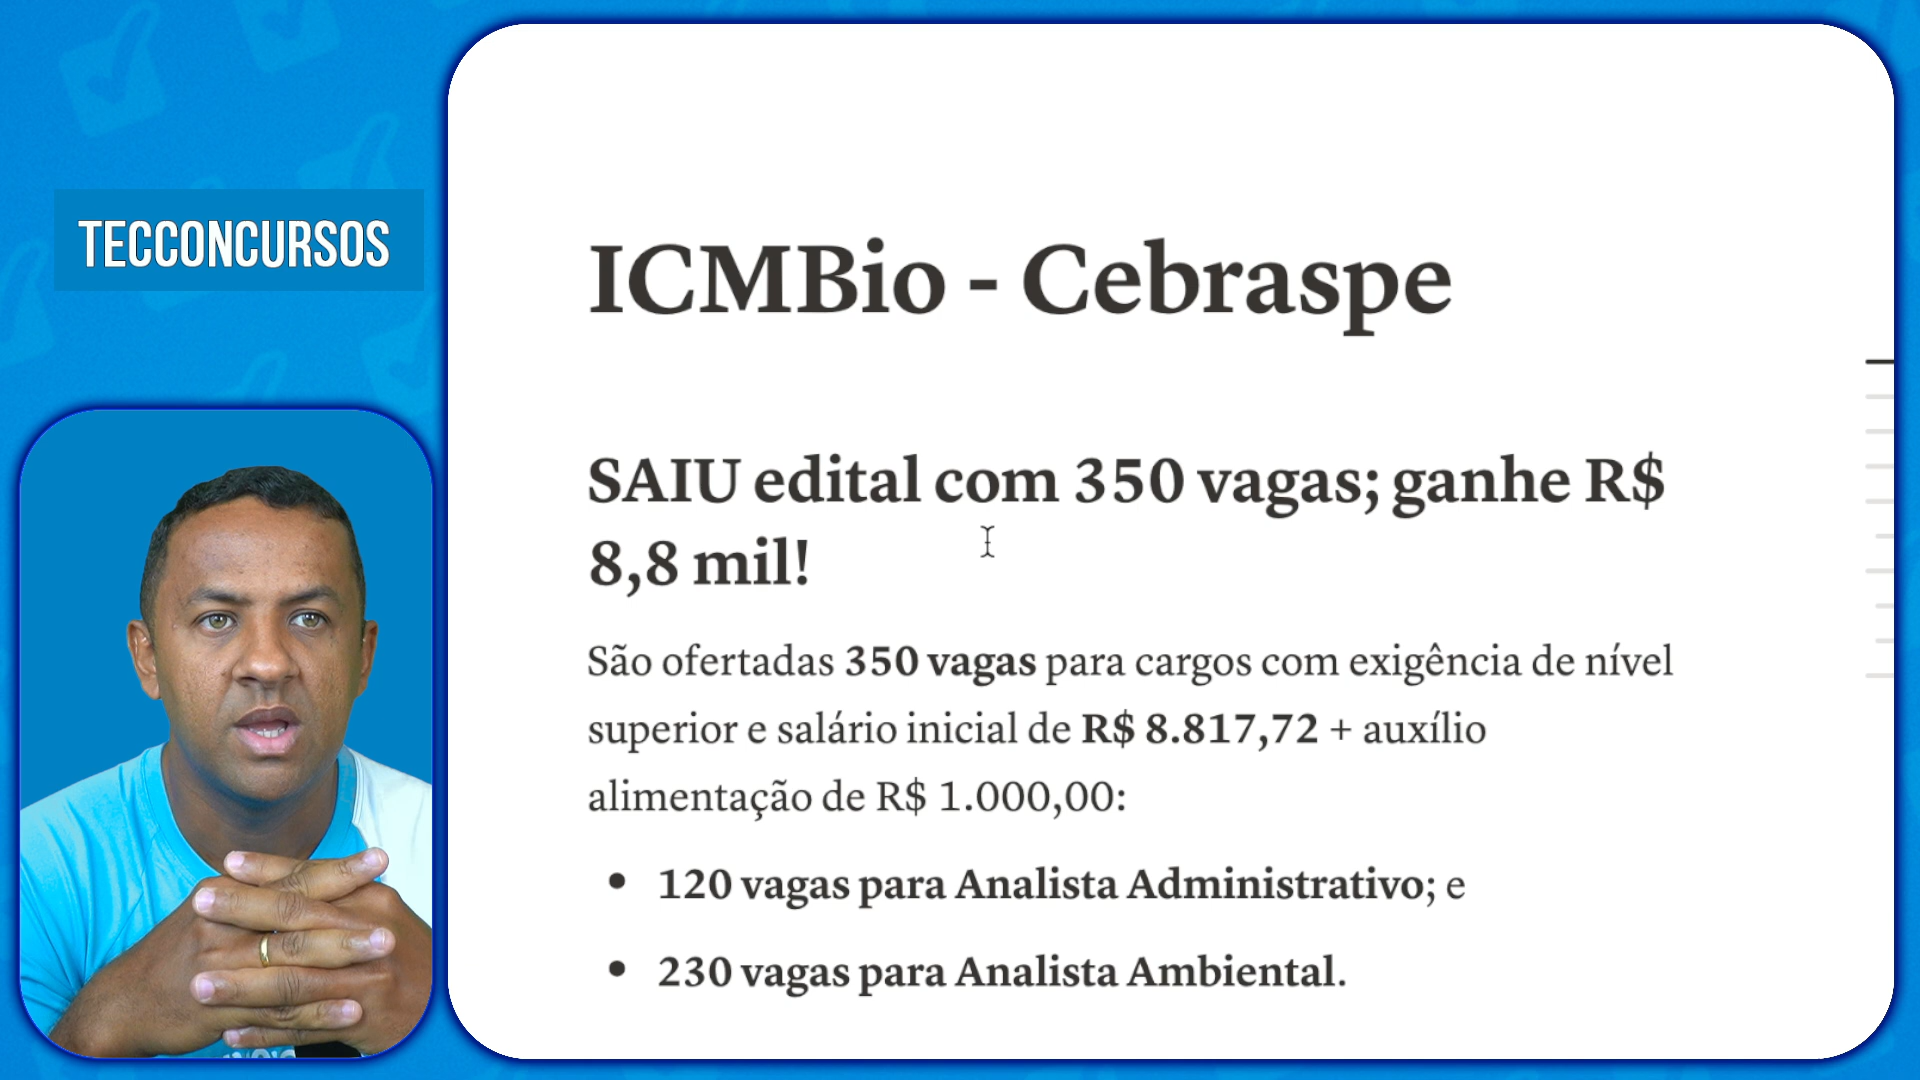 TECCONCURSOS
ICMBio - Cebraspe
SAIU edital com 350 vagas; ganhe R$
8,8 mil!
São ofertadas 350 vagas para cargos com exigência de nível
superior e salário inicial de R$ 8.817,72 + auxílio
alimentação de R$ 1.000,00:
• 120 vagas para Analista Administrativo; e
• 230 vagas para Analista Ambiental.